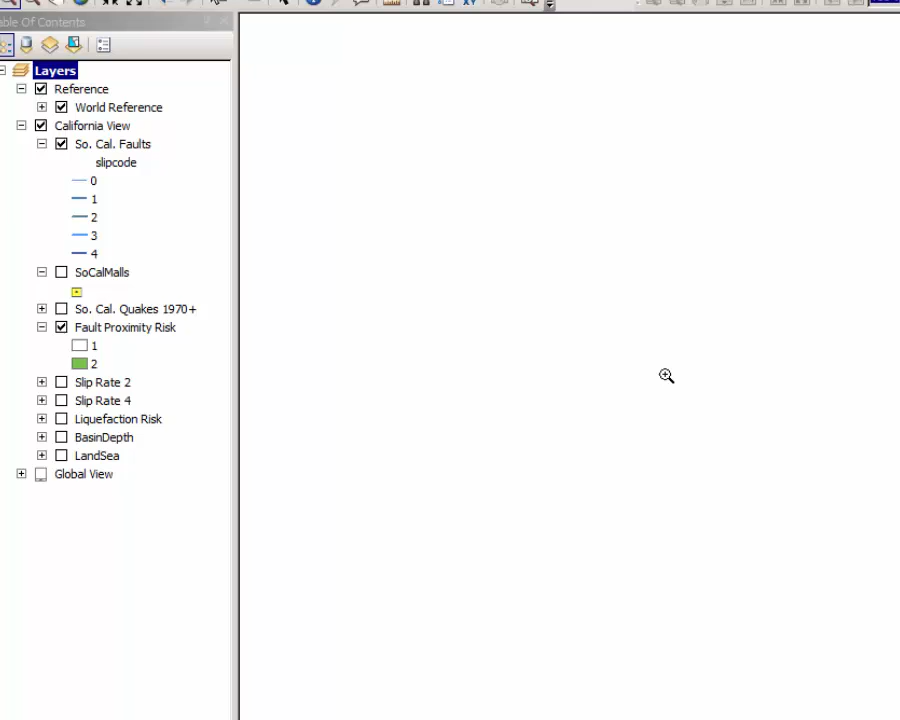 able Of Contents
Layers
Reference
World Reference
California View
So. Cal. Faults
slipcode
0
1
2
3
4
SoCalMalls
So. Cal. Quakes 1970+
Fault Proximity Risk
1
2
Slip Rate 2
Slip Rate 4
Liquefaction Risk
BasinDepth
LandSea
Global View